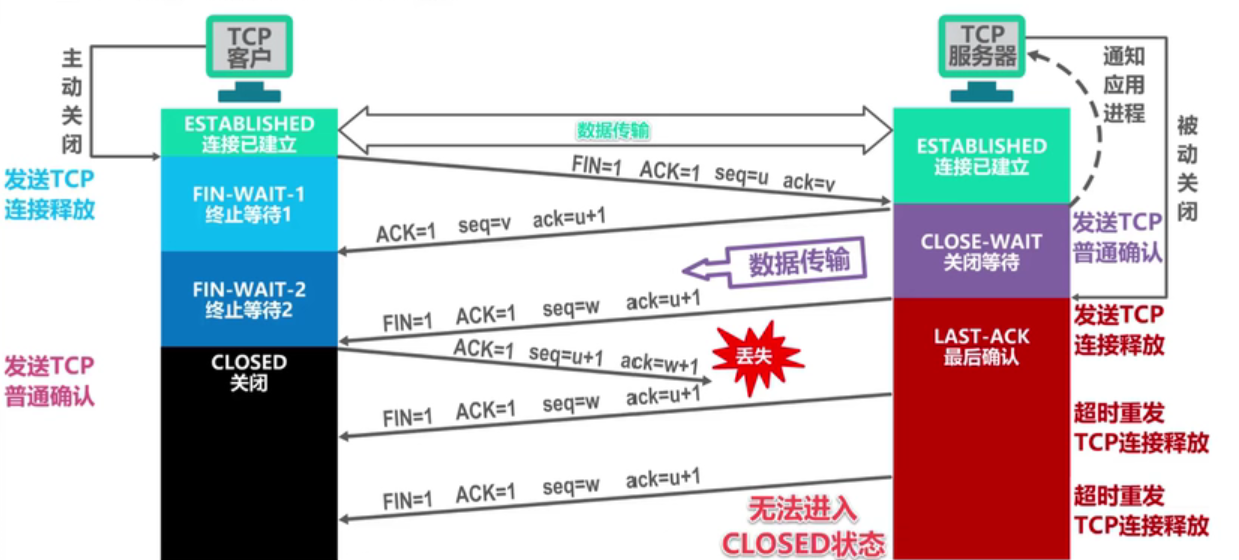 TCP
客户
TCP
服务器
主动关闭
通知
应用
进程
被动关闭
ESTABLISHED
连接已建立
数据传输
ESTABLISHED
连接已建立
FIN=1 ACK=1 seq=u ack=v
发送TCP
连接释放
FIN-WAIT-1
终止等待1
ACK=1 seq=v ack=u+1
CLOSE-WAIT
关闭等待
发送TCP
普通确认
数据传输
FIN-WAIT-2
终止等待2
FIN=1 ACK=1 seq=w ack=u+1
LAST-ACK
最后确认
发送TCP
连接释放
发送TCP
普通确认
CLOSED
关闭
ACK=1 seq=u+1 ack=w+1
丢失
FIN=1 ACK=1 seq=w ack=u+1
超时重发
TCP连接释放
FIN=1 ACK=1 seq=w ack=u+1
超时重发
TCP连接释放
无法进入
CLOSED状态